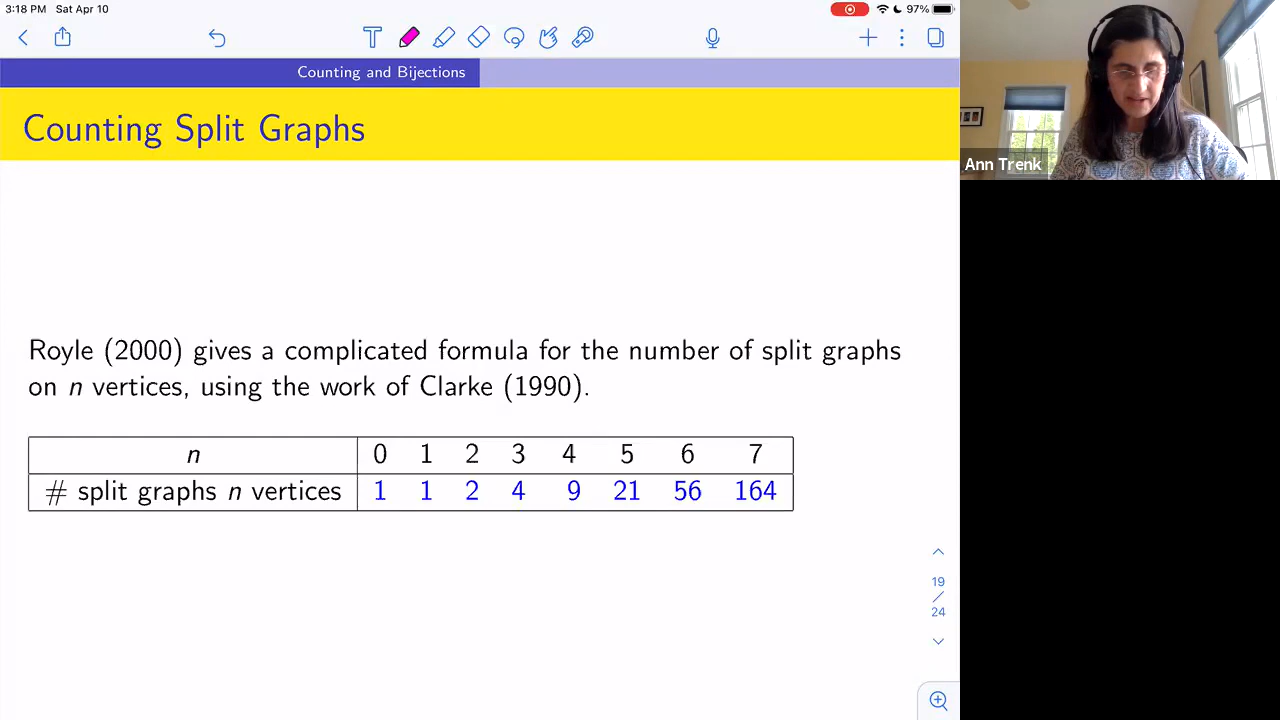 3:18 PM Sat Apr 10
97%
Counting and Bijections
Counting Split Graphs
Ann Trenk
Royle (2000) gives a complicated formula for the number of split graphs
on n vertices, using the work of Clarke (1990).
n 0 1 2 3 4 5 6 7
# split graphs n vertices 1 1 2 4 9 21 56 164
19
/
24